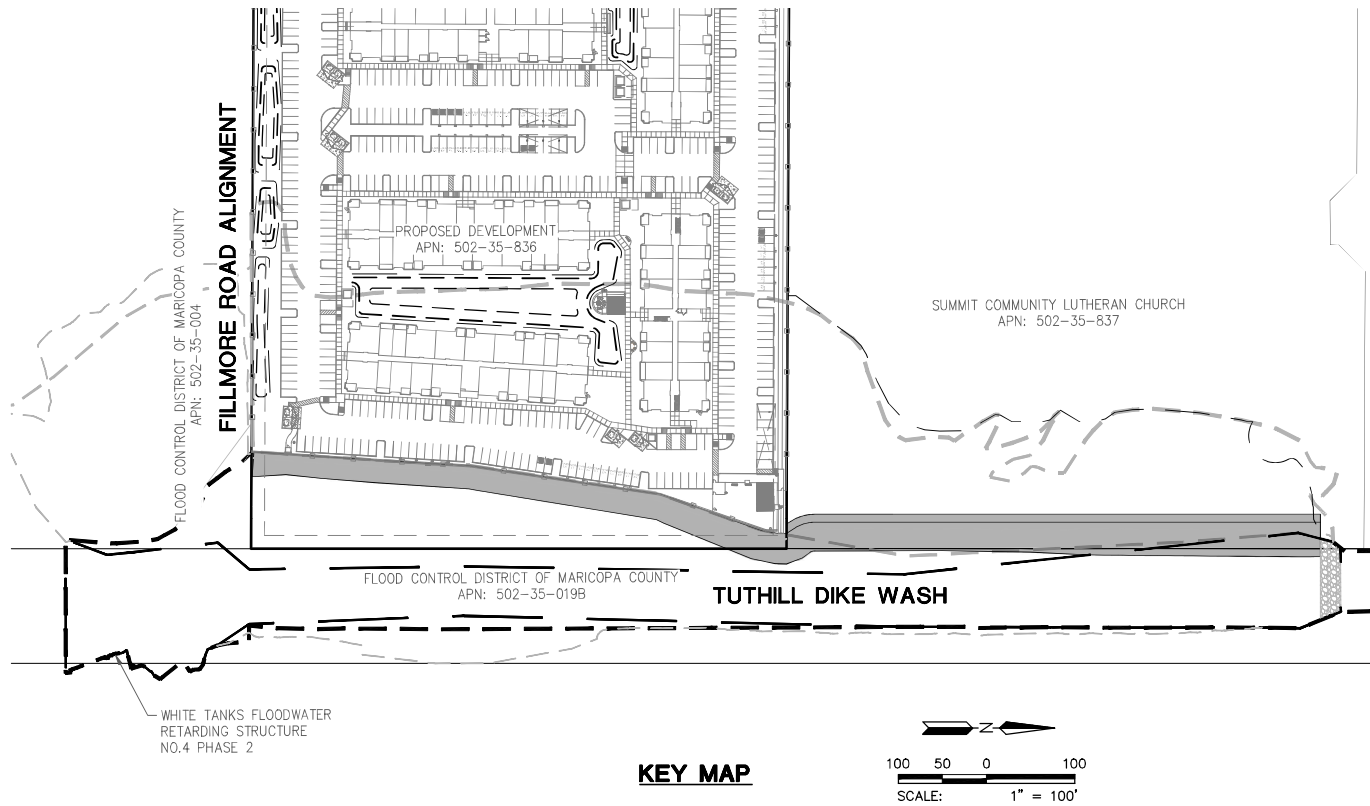 FLOOD CONTROL DISTRICT OF MARICOPA COUNTY
APN: 502-35-004
FILLMORE ROAD ALIGNMENT
PROPOSED DEVELOPMENT
APN: 502-35-836
SUMMIT COMMUNITY LUTHERAN CHURCH
APN: 502-35-837
FLOOD CONTROL DISTRICT OF MARICOPA COUNTY
APN: 502-35-019B
TUTHILL DIKE WASH
WHITE TANKS FLOODWATER
RETARDING STRUCTURE
NO.4 PHASE 2
KEY MAP
N
100 50 0 100
SCALE: 1" = 100'